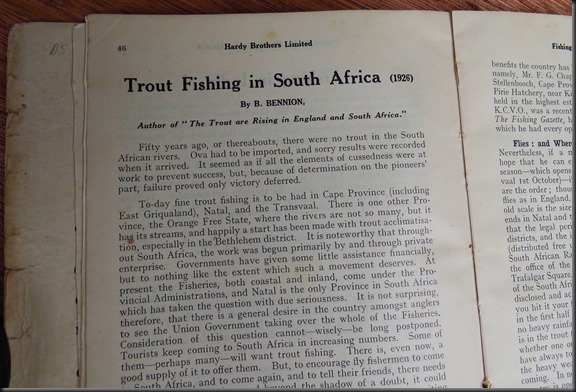 B5
46
Hardy Brothers Limited
Trout Fishing in South Africa (1926)
By B. BENNION,
Author of "The Trout are Rising in England and South Africa."
Fifty years ago, or thereabouts, there were no trout in the South
African rivers. Ova had to be imported, and sorry results were recorded
when it arrived. It seemed as if all the elements of cussedness were at
work to prevent success, but, because of determination on the pioneers'
part, failure proved only victory deferred.
To-day fine trout fishing is to be had in Cape Province (including
East Griqualand), Natal, and the Transvaal. There is one other Pro-
vince, the Orange Free State, where the rivers are not so many, but it
has its streams, and happily a start has been made with trout acclimatisa-
tion, especially in the Bethlehem district. It is noteworthy that through-
out South Africa, the work was begun primarily by and through private
enterprise. Governments have given some little assistance financially,
but to nothing like the extent which such a movement deserves. At
present the Fisheries, both coastal and inland, come under the Pro-
vincial Administrations, and Natal is the only Province in South Africa
which has taken the question with due seriousness. It is not surprising,
therefore, that there is a general desire in the country amongst anglers
to see the Union Government taking over the whole of the Fisheries.
Consideration of this question cannot—wisely—be long postponed.
Tourists keep coming to South Africa in increasing numbers. Some of
them—perhaps many—will want trout fishing. There is, even now, a
good supply of it to offer them. But, to encourage fly fishermen to come
South Africa, and to come again, and to tell their friends, there needs
beyond the shadow of a doubt, it
Fishing
benefits the country has
namely, Mr. F. G. Chap
Stellenbosch, Cape Prov
Pirie Hatchery, near Ki
held in the highest est
K.C.V.O., was a recent
The Fishing Gazette, h
which he had every op
Flies: and Wher
Nevertheless, if a m
hope that he can e
season—which opens
vaal 1st October)—
are the order; thou
flies as in England.
old scale is the size
ends in Natal and t
that the legal per
districts, and the s
(distributed free
South African Ra
the office of the
Trafalgar Square
of the South Afri
disclosed and ac
you hit it your
in the first half
no heavy rainfa
is in the trout
whether one o
have always to
the heavy we
coming. In